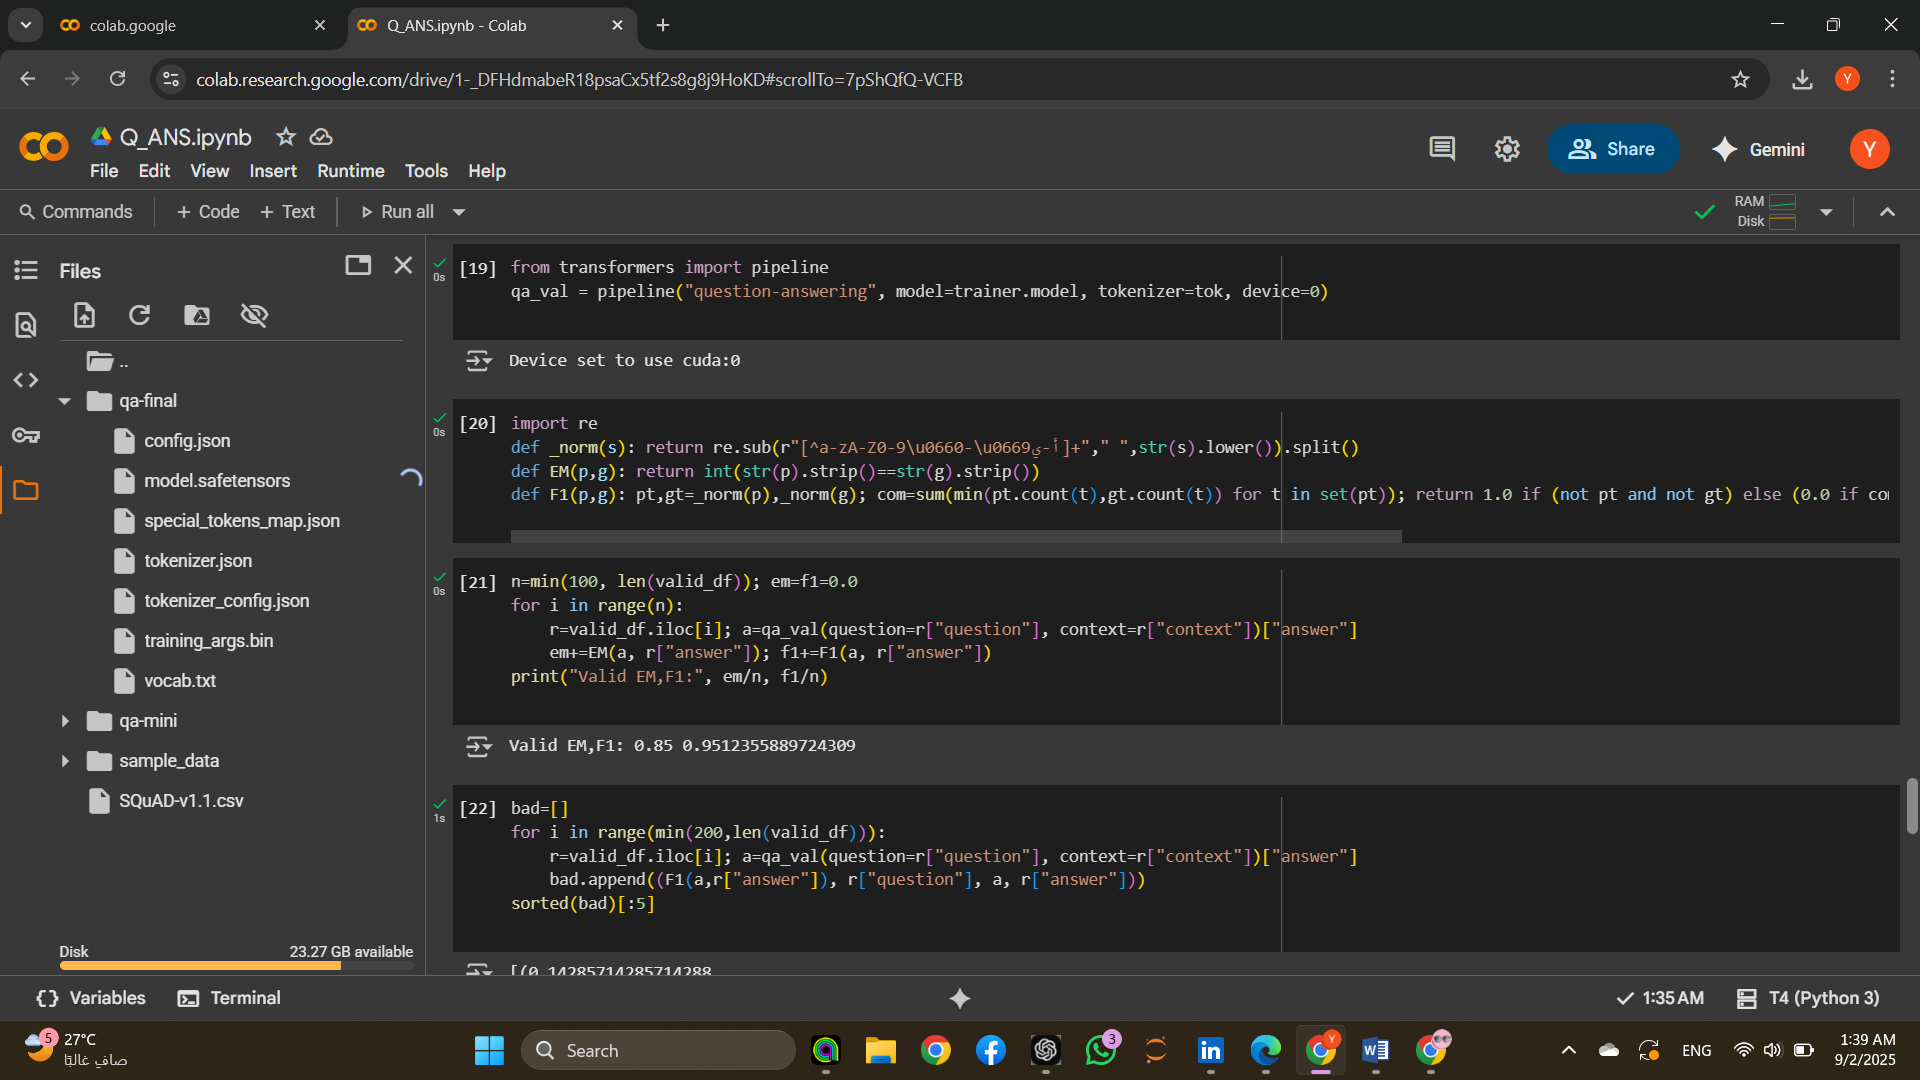 colab.google
Q_ANS.ipynb - Colab
colab.research.google.com/drive/1-_DFHdmabeR18psaCx5tf2s8g8j9HoKD#scrollTo=7pShQfQ-VCFB
Y
Q_ANS.ipynb
File Edit View Insert Runtime Tools Help
Share
Gemini
Y
Commands
+ Code + Text
Run all
RAM
Disk
Files
..
qa-final
config.json
model.safetensors
special_tokens_map.json
tokenizer.json
tokenizer_config.json
training_args.bin
vocab.txt
qa-mini
sample_data
SQuAD-v1.1.csv
Disk 23.27 GB available
0s
[19] from transformers import pipeline
qa_val = pipeline("question-answering", model=trainer.model, tokenizer=tok, device=0)
Device set to use cuda:0
0s
[20] import re
def _norm(s): return re.sub(r"[^a-zA-Z0-9\u0660-\u0669أ-ي]+"," ",str(s).lower()).split()
def EM(p,g): return int(str(p).strip()==str(g).strip())
def F1(p,g): pt,gt=_norm(p),_norm(g); com=sum(min(pt.count(t),gt.count(t)) for t in set(pt)); return 1.0 if (not pt and not gt) else (0.0 if
0s
[21] n=min(100, len(valid_df)); em=f1=0.0
for i in range(n):
r=valid_df.iloc[i]; a=qa_val(question=r["question"], context=r["context"])["answer"]
em+=EM(a, r["answer"]); f1+=F1(a, r["answer"])
print("Valid EM,F1:", em/n, f1/n)
Valid EM,F1: 0.85 0.9512355889724309
1s
[22] bad=[]
for i in range(min(200,len(valid_df))):
r=valid_df.iloc[i]; a=qa_val(question=r["question"], context=r["context"])["answer"]
bad.append((F1(a,r["answer"]), r["question"], a, r["answer"]))
sorted(bad)[:5]
[(0.14285714285714288,
Variables
Terminal
1:35 AM
T4 (Python 3)
5
27°C
صافٍ غالبًا
Search
3
Y
ENG
1:39 AM
9/2/2025